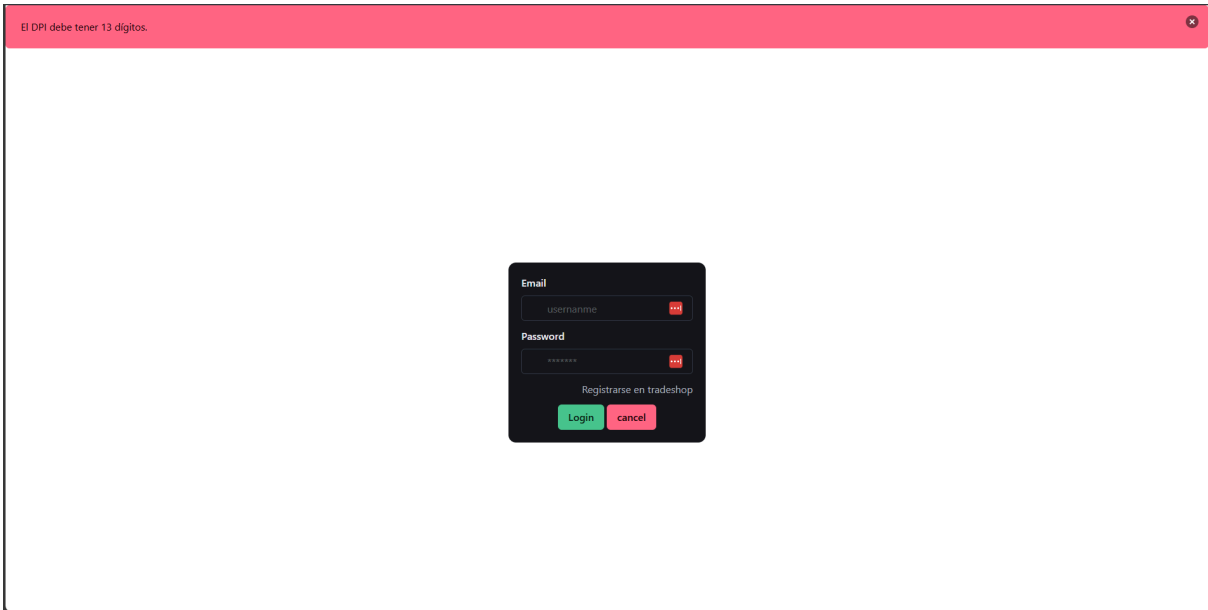 El DPI debe tener 13 dígitos.
Email
usernanme
Password
*******
Registrarse en tradeshop
Login cancel